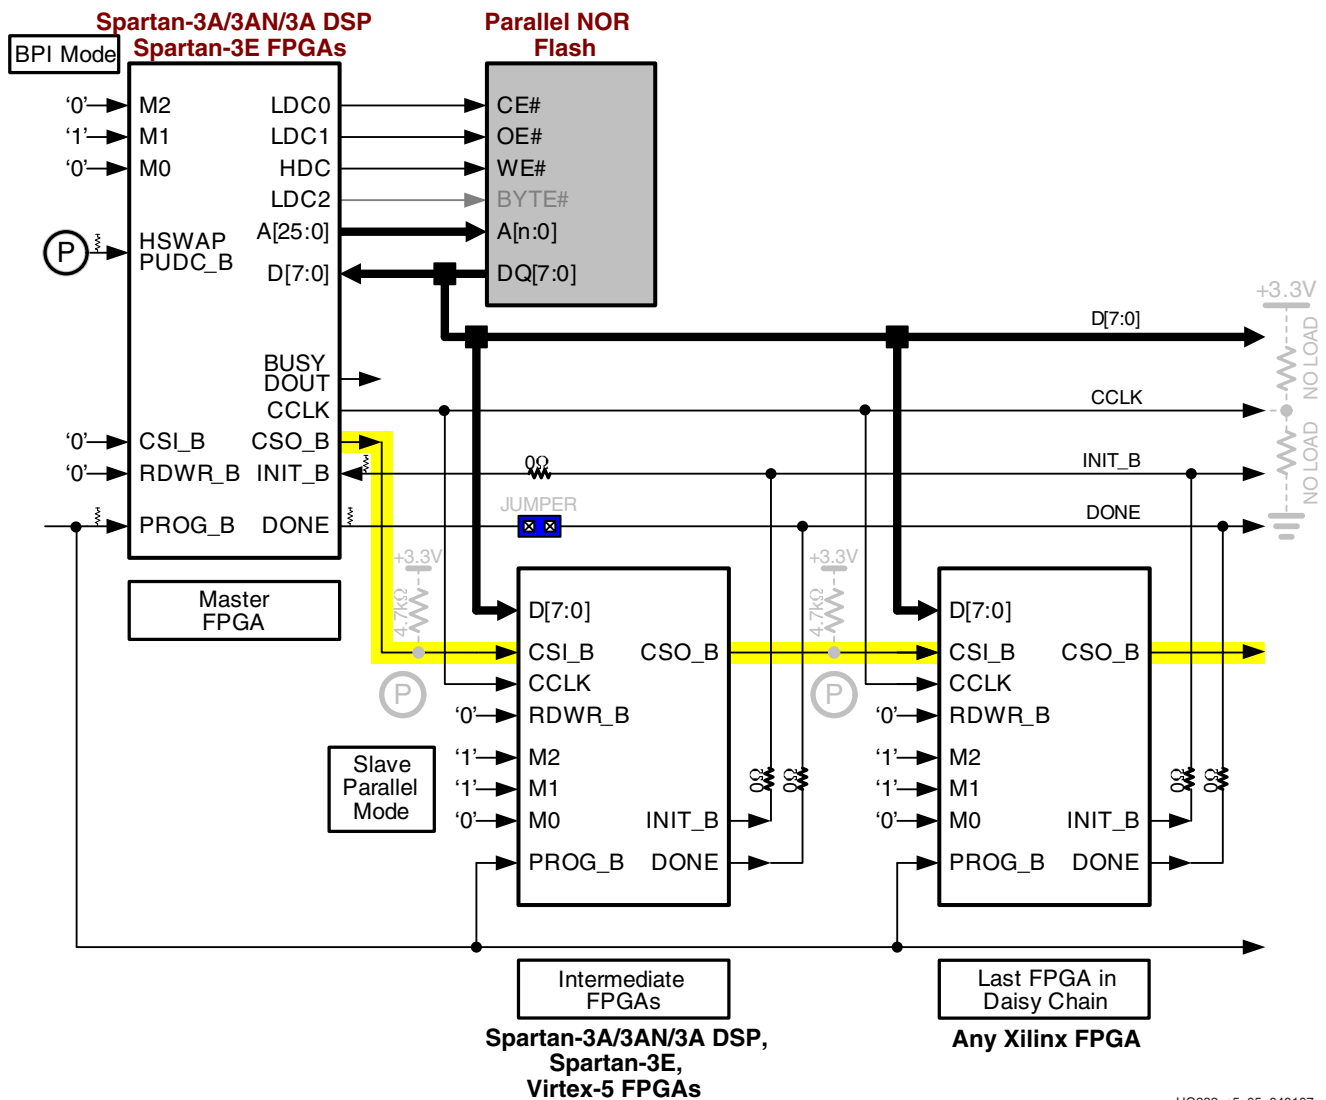 Spartan-3A/3AN/3A DSP
Spartan-3E FPGAs
Parallel NOR
Flash
BPI Mode
'0'
M2
LDC0
CE#
'1'
M1
LDC1
OE#
'0'
M0
HDC
WE#
LDC2
BYTE#
A[25:0]
A[n:0]
P
HSWAP
PUDC_B
D[7:0]
DQ[7:0]
+3.3V
D[7:0]
NO LOAD
BUSY
DOUT
CCLK
CCLK
'0'
CSI_B
CSO_B
NO LOAD
'0'
RDWR_B
INIT_B
0Ω
INIT_B
JUMPER
PROG_B
DONE
DONE
+3.3V
+3.3V
Master
FPGA
4.7kΩ
4.7kΩ
D[7:0]
D[7:0]
CSI_B
CSO_B
CSI_B
CSO_B
P
CCLK
P
CCLK
'0'
RDWR_B
'0'
RDWR_B
Slave
Parallel
Mode
'1'
M2
'1'
M2
'1'
M1
0Ω
0Ω
'1'
M1
0Ω
0Ω
'0'
M0
INIT_B
'0'
M0
INIT_B
PROG_B
DONE
PROG_B
DONE
Intermediate
FPGAs
Last FPGA in
Daisy Chain
Spartan-3A/3AN/3A DSP,
Spartan-3E,
Virtex-5 FPGAs
Any Xilinx FPGA